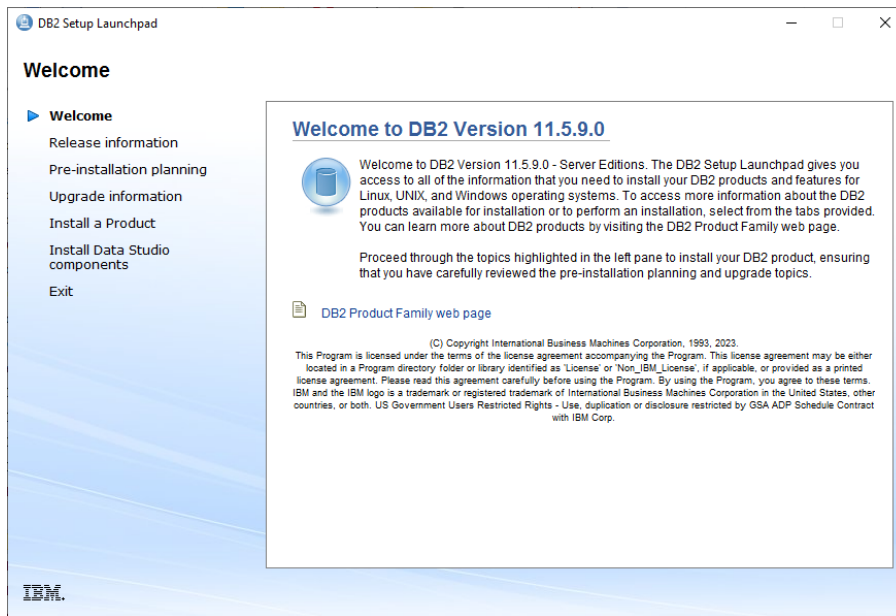 DB2 Setup Launchpad
Welcome
Welcome
Release information
Pre-installation planning
Upgrade information
Install a Product
Install Data Studio
components
Exit
Welcome to DB2 Version 11.5.9.0
Welcome to DB2 Version 11.5.9.0 - Server Editions. The DB2 Setup Launchpad gives you
access to all of the information that you need to install your DB2 products and features for
Linux, UNIX, and Windows operating systems. To access more information about the DB2
products available for installation or to perform an installation, select from the tabs provided.
You can learn more about DB2 products by visiting the DB2 Product Family web page.
Proceed through the topics highlighted in the left pane to install your DB2 product, ensuring
that you have carefully reviewed the pre-installation planning and upgrade topics.
DB2 Product Family web page
(C) Copyright International Business Machines Corporation, 1993, 2023.
This Program is licensed under the terms of the license agreement accompanying the Program. This license agreement may be either
located in a Program directory folder or library identified as 'License' or 'Non_IBM_License', if applicable, or provided as a printed
license agreement. Please read this agreement carefully before using the Program. By using the Program, you agree to these terms.
IBM and the IBM logo is a trademark or registered trademark of International Business Machines Corporation in the United States, other
countries, or both. US Government Users Restricted Rights - Use, duplication or disclosure restricted by GSA ADP Schedule Contract
with IBM Corp.
IBM.